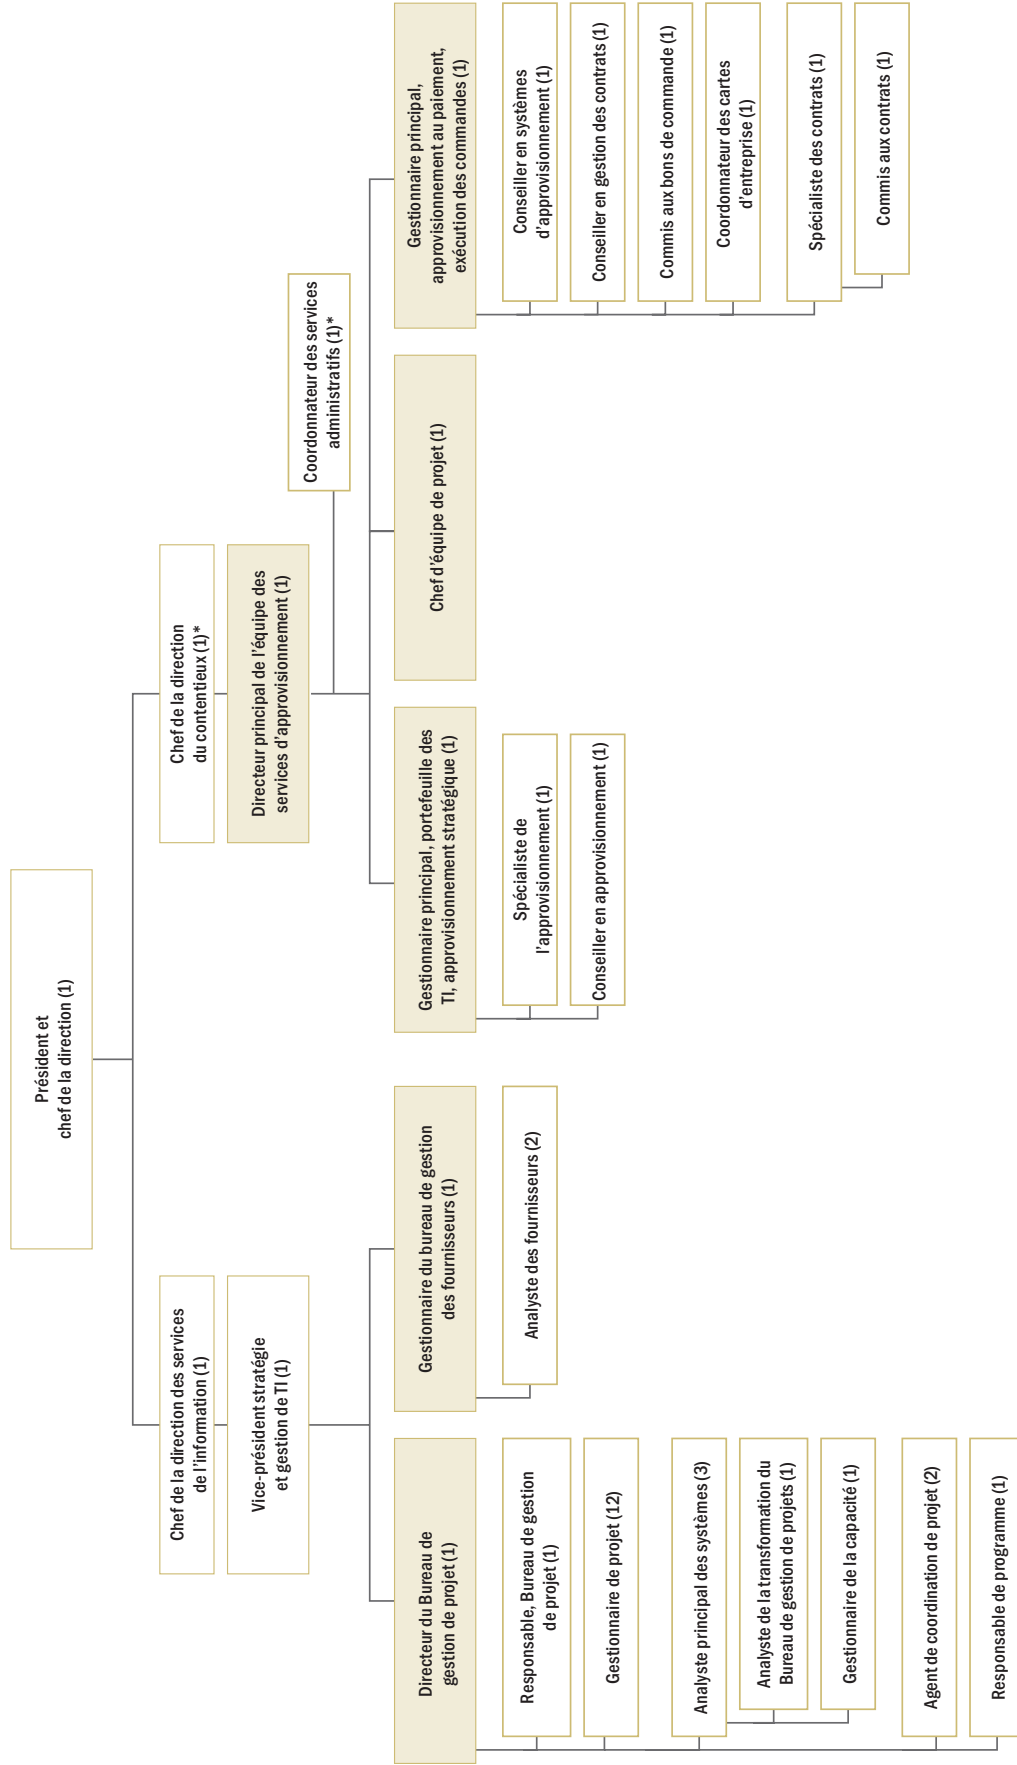 Président et
chef de la direction (1)
Chef de la direction des services
de l'information (1)
Vice-président stratégie
et gestion de TI (1)
Directeur du Bureau de
gestion de projet (1)
Responsable, Bureau de gestion
de projet (1)
Gestionnaire de projet (12)
Analyste principal des systèmes (3)
Analyste de la transformation du
Bureau de gestion de projets (1)
Gestionnaire de la capacité (1)
Agent de coordination de projet (2)
Responsable de programme (1)
Gestionnaire du bureau de gestion
des fournisseurs (1)
Analyste des fournisseurs (2)
Chef de la direction
du contentieux (1)*
Directeur principal de l'équipe des
services d'approvisionnement (1)
Coordonnateur des services
administratifs (1)*
Gestionnaire principal, portefeuille des
TI, approvisionnement stratégique (1)
Spécialiste de
l'approvisionnement (1)
Conseiller en approvisionnement (1)
Chef d'équipe de projet (1)
Gestionnaire principal,
approvisionnement au paiement,
exécution des commandes (1)
Conseiller en systèmes
d'approvisionnement (1)
Conseiller en gestion des contrats (1)
Commis aux bons de commande (1)
Coordonnateur des cartes
d'entreprise (1)
Spécialiste des contrats (1)
Commis aux contrats (1)